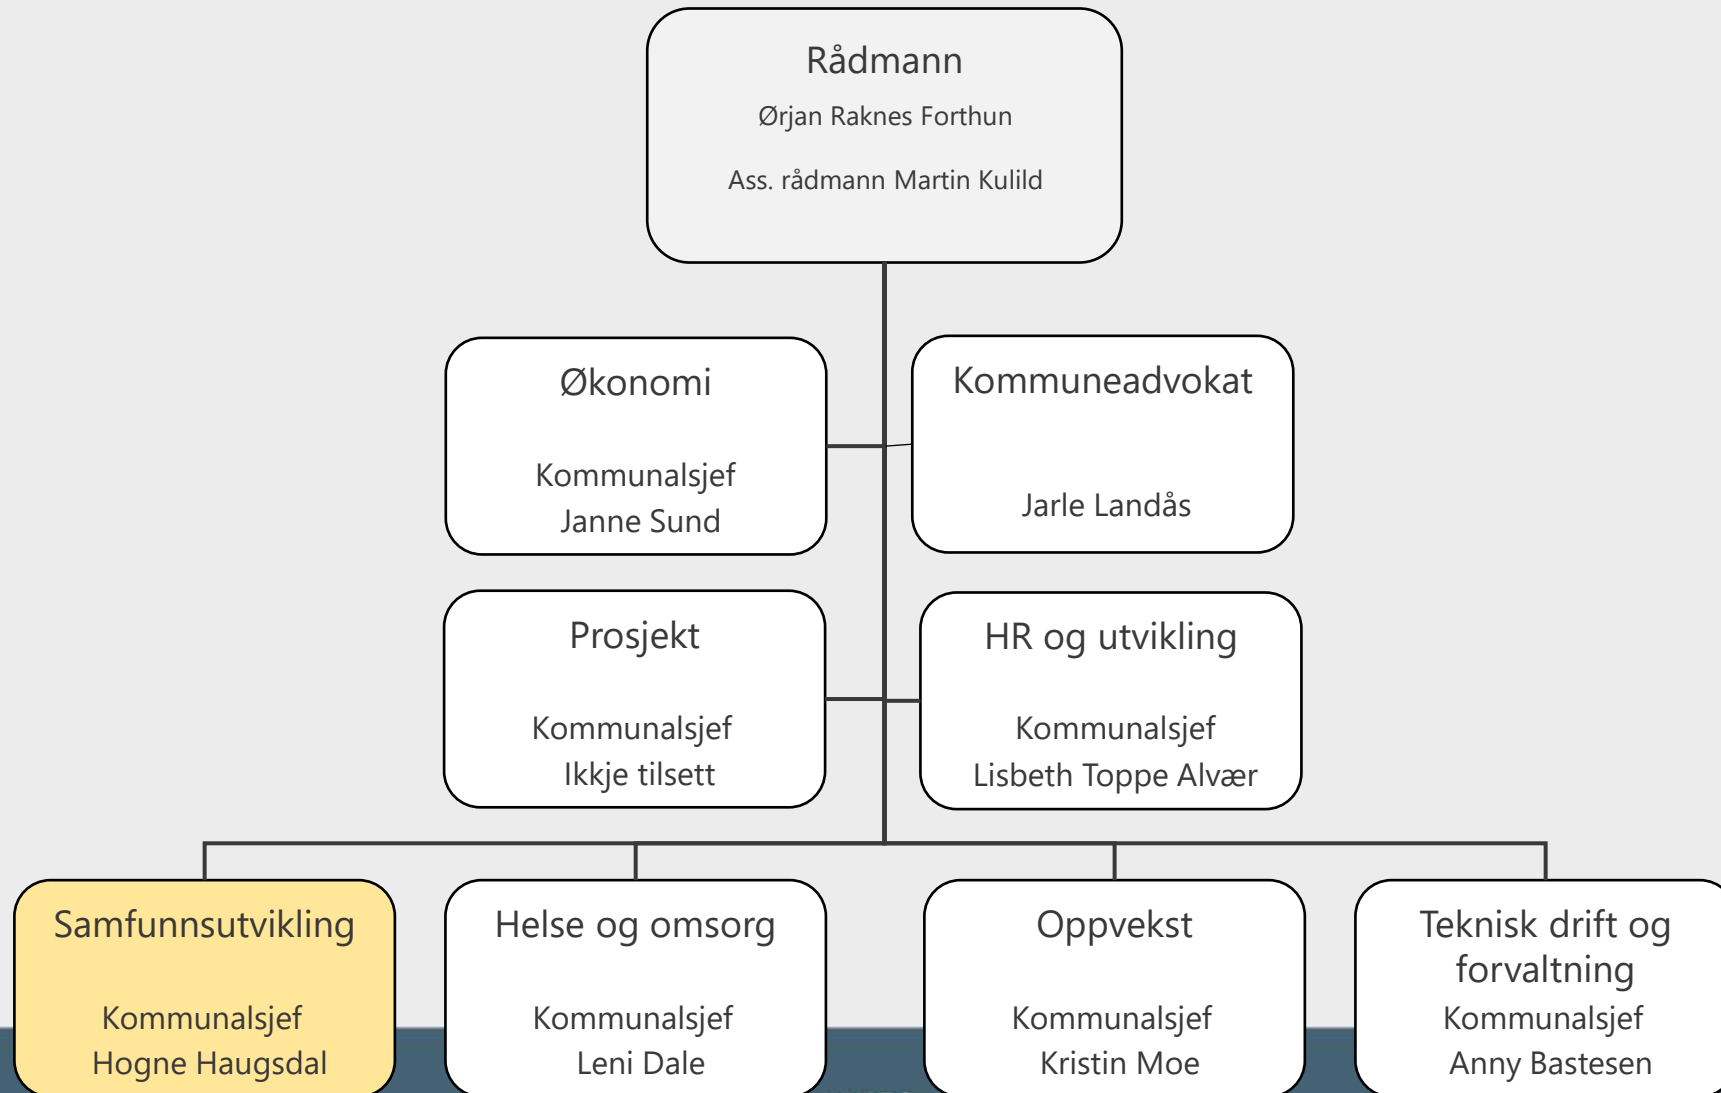 Rådmann
Ørjan Raknes Forthun
Ass. rådmann Martin Kulild
Økonomi
Kommunalsjef
Janne Sund
Kommuneadvokat
Jarle Landås
Prosjekt
Kommunalsjef
Ikkje tilsett
HR og utvikling
Kommunalsjef
Lisbeth Toppe Alvær
Samfunnsutvikling
Kommunalsjef
Hogne Haugsdal
Helse og omsorg
Kommunalsjef
Leni Dale
Oppvekst
Kommunalsjef
Kristin Moe
Teknisk drift og
forvaltning
Kommunalsjef
Anny Bastesen